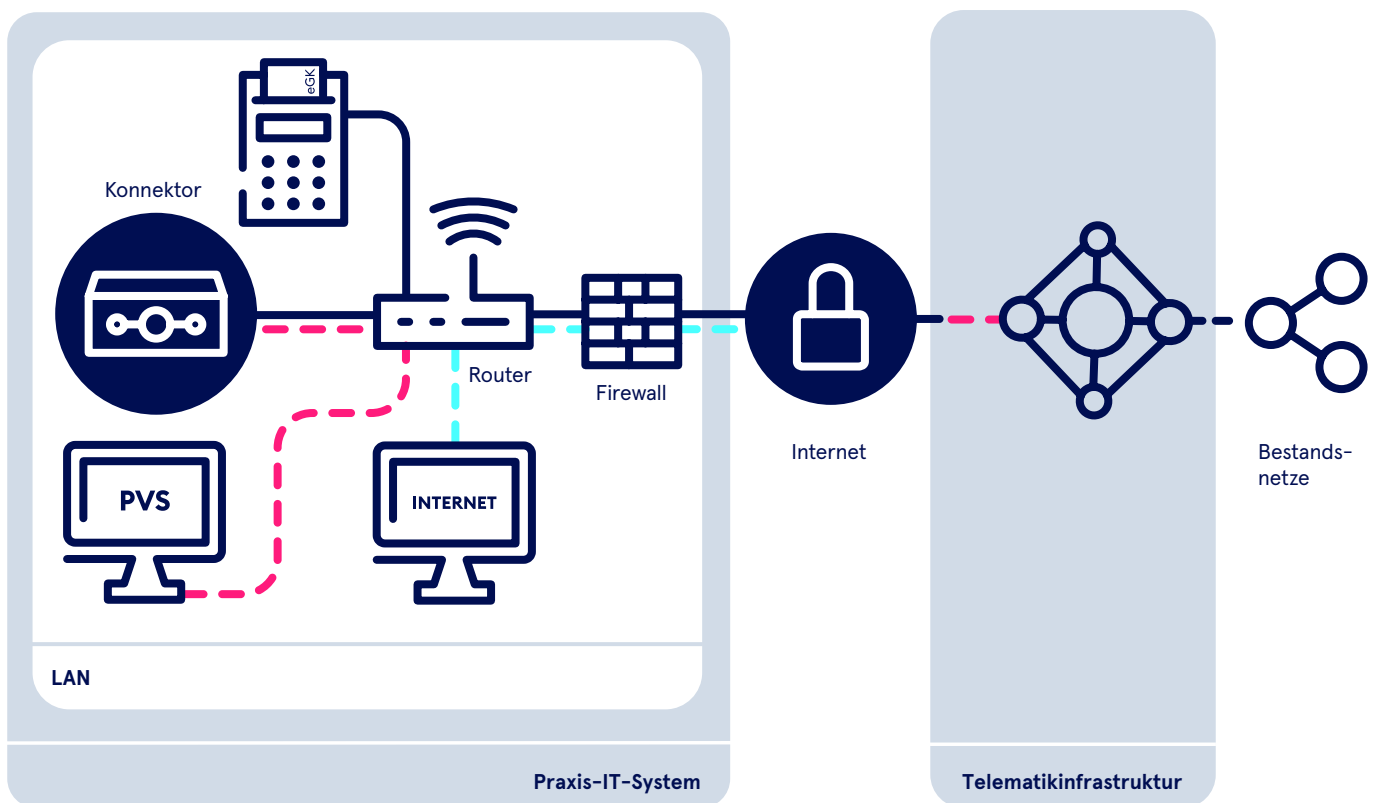 eGK
Konnektor
Router
Firewall
PVS
INTERNET
Internet
Bestands-
netze
LAN
Praxis-IT-System
Telematikinfrastruktur